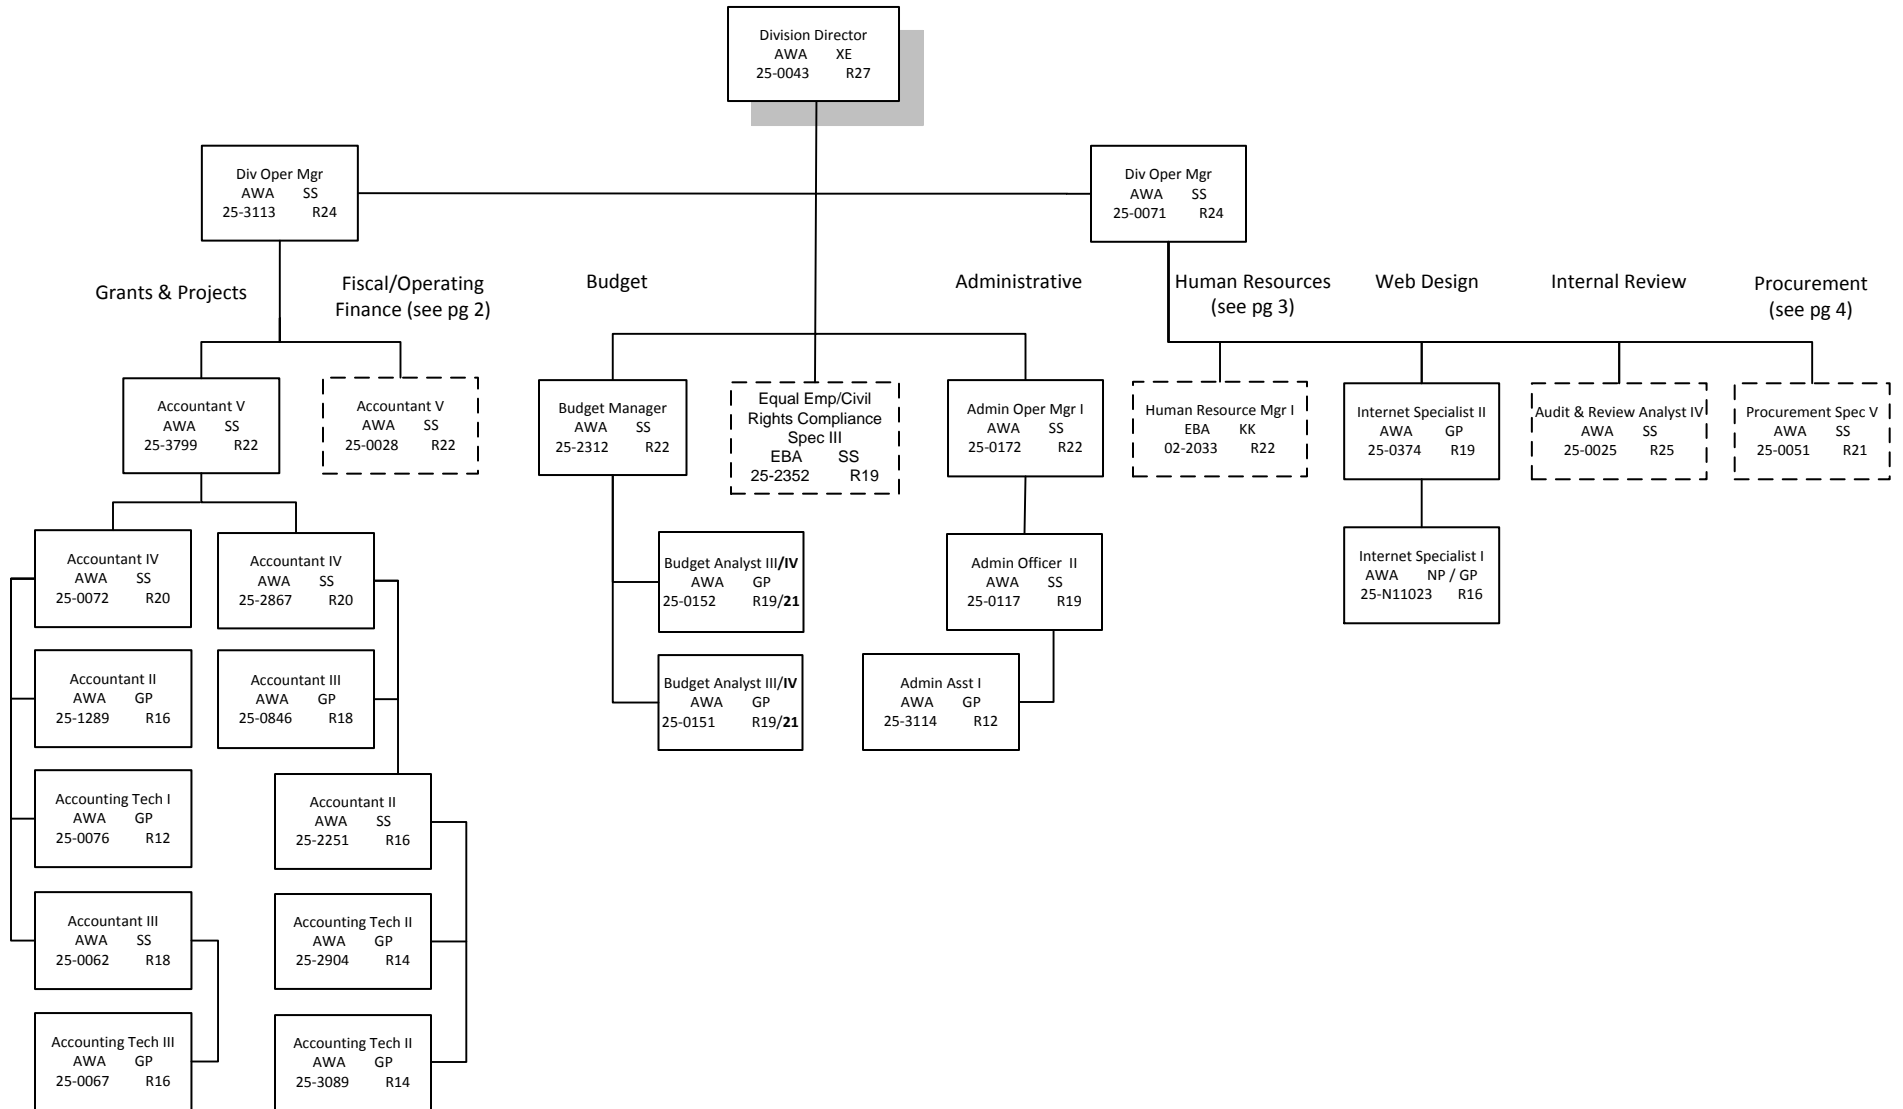 Division Director
AWA XE
25-0043 R27
Div Oper Mgr
AWA SS
25-3113 R24
Div Oper Mgr
AWA SS
25-0071 R24
Grants & Projects
Fiscal/Operating
Finance (see pg 2)
Budget
Administrative
Human Resources
(see pg 3)
Web Design
Internal Review
Procurement
(see pg 4)
Accountant V
AWA SS
25-3799 R22
Accountant V
AWA SS
25-0028 R22
Budget Manager
AWA SS
25-2312 R22
Equal Emp/Civil
Rights Compliance
Spec III
EBA SS
25-2352 R19
Admin Oper Mgr I
AWA SS
25-0172 R22
Human Resource Mgr I
EBA KK
02-2033 R22
Internet Specialist II
AWA GP
25-0374 R19
Audit & Review Analyst IV
AWA SS
25-0025 R25
Procurement Spec V
AWA SS
25-0051 R21
Accountant IV
AWA SS
25-0072 R20
Accountant IV
AWA SS
25-2867 R20
Budget Analyst III/IV
AWA GP
25-0152 R19/21
Admin Officer II
AWA SS
25-0117 R19
Internet Specialist I
AWA NP / GP
25-N11023 R16
Accountant II
AWA GP
25-1289 R16
Accountant III
AWA GP
25-0846 R18
Budget Analyst III/IV
AWA GP
25-0151 R19/21
Admin Asst I
AWA GP
25-3114 R12
Accounting Tech I
AWA GP
25-0076 R12
Accountant II
AWA SS
25-2251 R16
Accountant III
AWA SS
25-0062 R18
Accounting Tech II
AWA GP
25-2904 R14
Accounting Tech III
AWA GP
25-0067 R16
Accounting Tech II
AWA GP
25-3089 R14